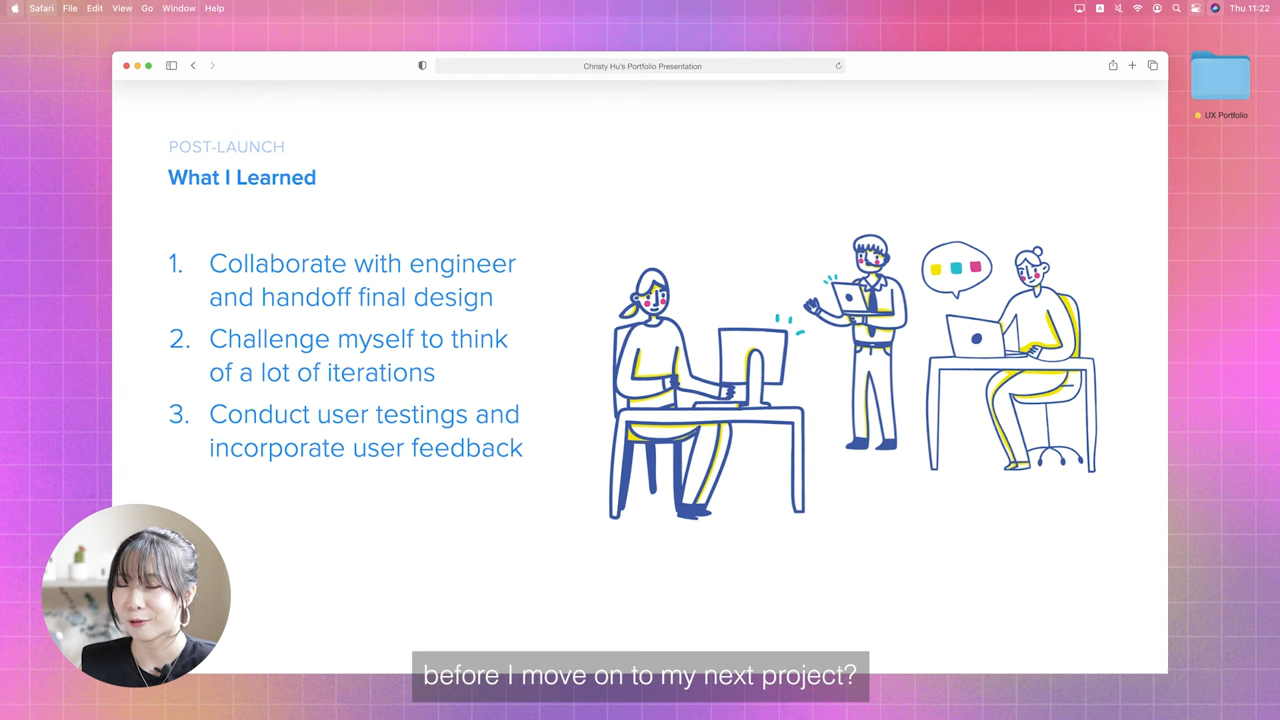 Safari File Edit View Go Window Help
A
Thu 11:22
Christy Hu's Portfolio Presentation
UX Portfolio
POST-LAUNCH
What I Learned
1. Collaborate with engineer
and handoff final design
2. Challenge myself to think
of a lot of iterations
3. Conduct user testings and
incorporate user feedback
before I move on to my next project?